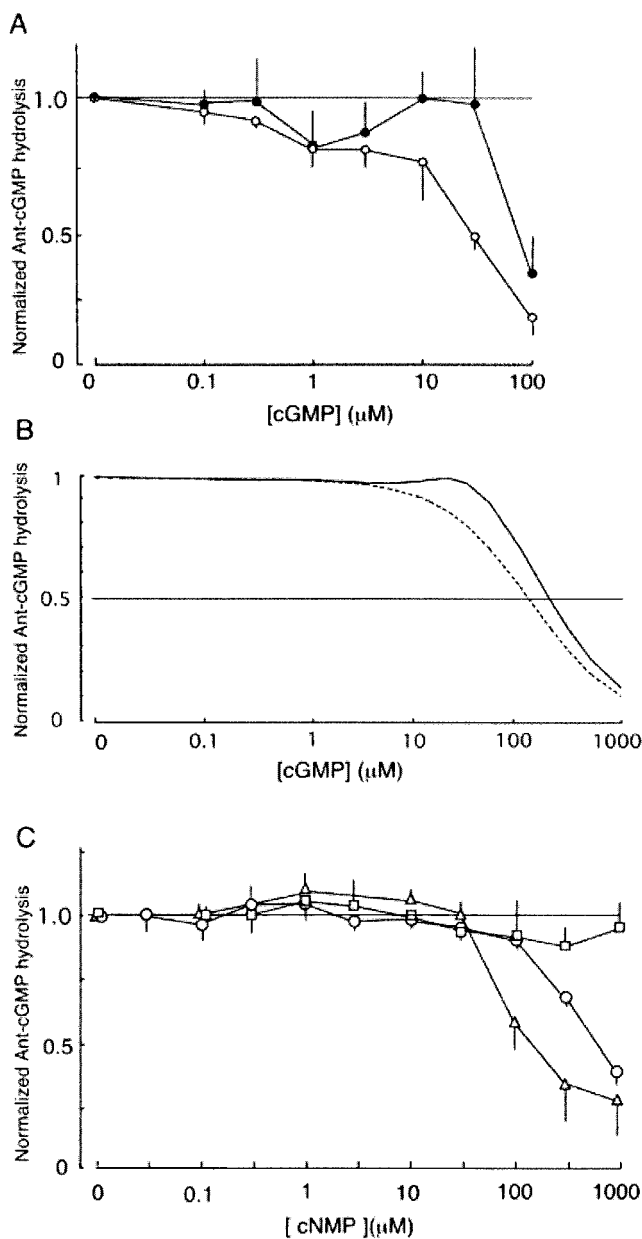 A
Normalized Ant-cGMP hydrolysis
1.0
0.5
0
0 0.1 1 10 100
[cGMP] (μM)
B
Normalized Ant-cGMP hydrolysis
1
0.5
0
0 0.1 1 10 100 1000
[cGMP] (μM)
C
Normalized Ant-cGMP hydrolysis
1.0
0.5
0
0 0.1 1 10 100 1000
[ cNMP ](μM)